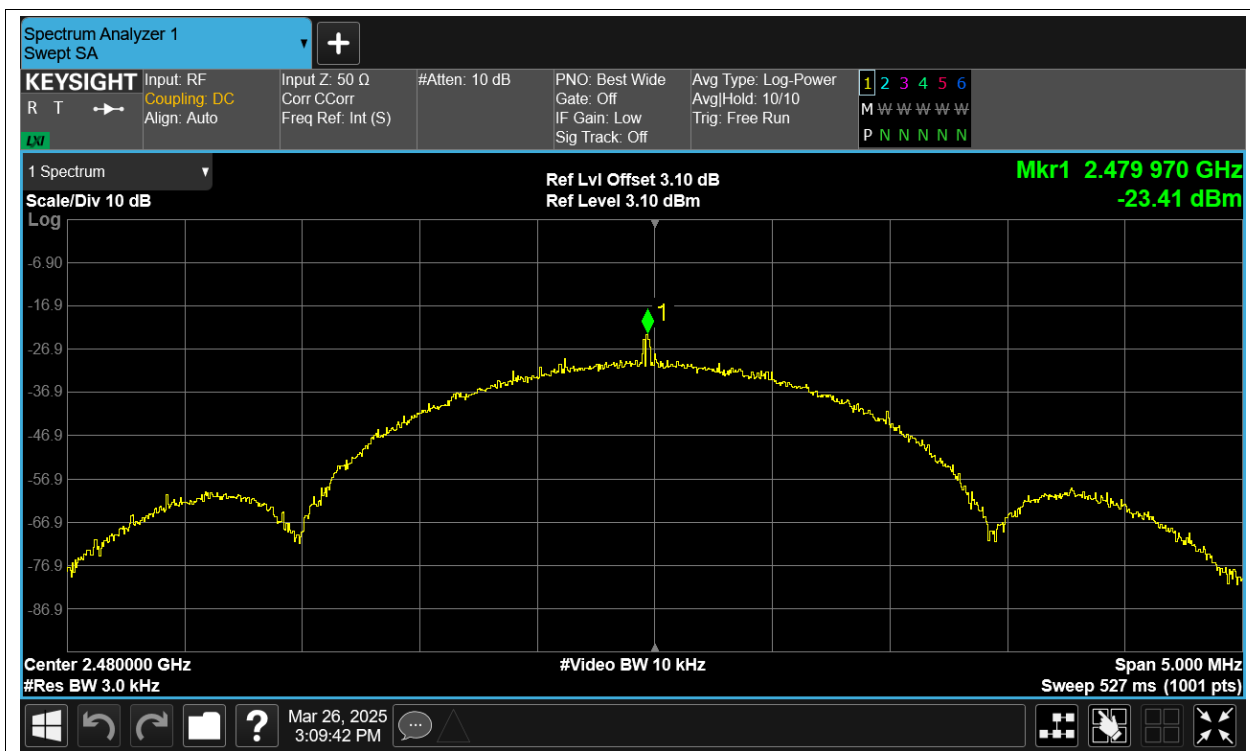 Spectrum Analyzer 1
Swept SA
KEYSIGHT
R T
LXI
Input: RF
Coupling: DC
Align: Auto
Input Z: 50 Ω
Corr CCorr
Freq Ref: Int (S)
#Atten: 10 dB
PNO: Best Wide
Gate: Off
IF Gain: Low
Sig Track: Off
Avg Type: Log-Power
Avg|Hold: 10/10
Trig: Free Run
1 2 3 4 5 6
M W W W W W W
P N N N N N N
1 Spectrum
Scale/Div 10 dB
Log
Ref Lvl Offset 3.10 dB
Ref Level 3.10 dBm
Mkr1 2.479 970 GHz
-23.41 dBm
1
-6.90
-16.9
-26.9
-36.9
-46.9
-56.9
-66.9
-76.9
-86.9
Center 2.480000 GHz
#Res BW 3.0 kHz
#Video BW 10 kHz
Span 5.000 MHz
Sweep 527 ms (1001 pts)
?
Mar 26, 2025
3:09:42 PM